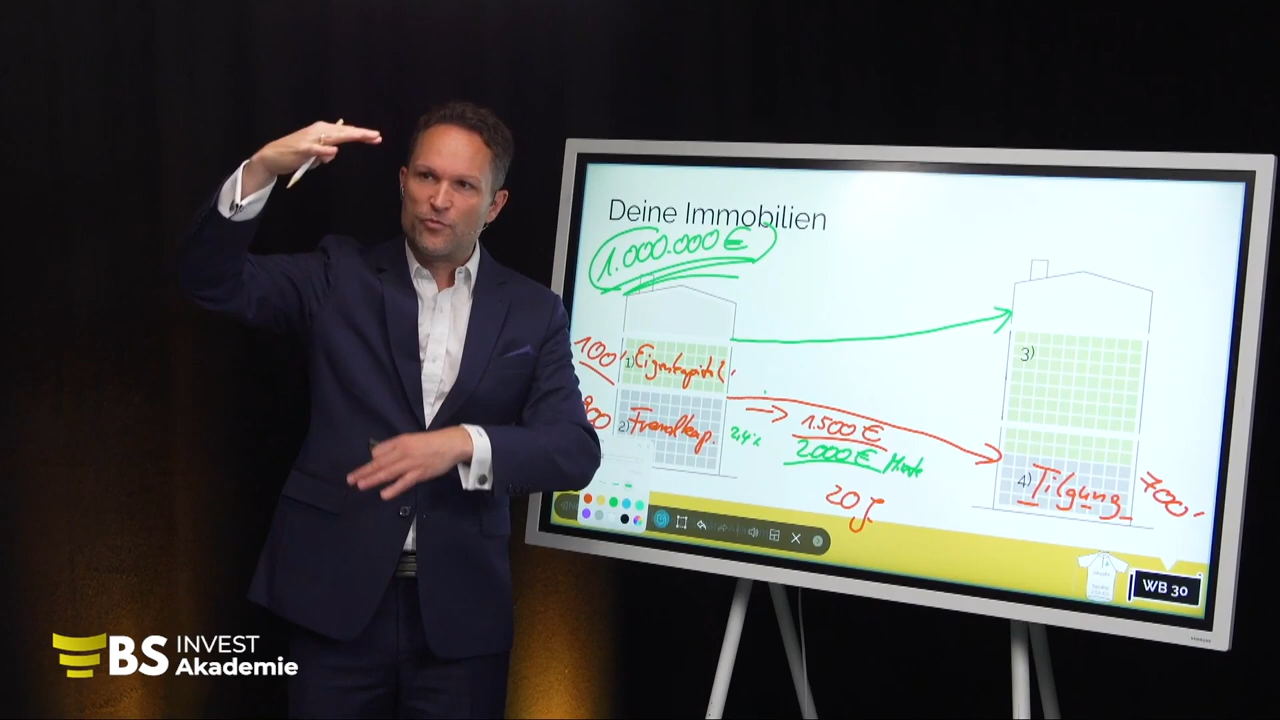 Deine Immobilien
1.000.000 €
100'
1) Eigenkapital
2) Fremdkap.
2,4%
1.500 €
2000 € Miete
20 J.
3)
4) Tilgung
700'
WB 30
BS INVEST
Akademie